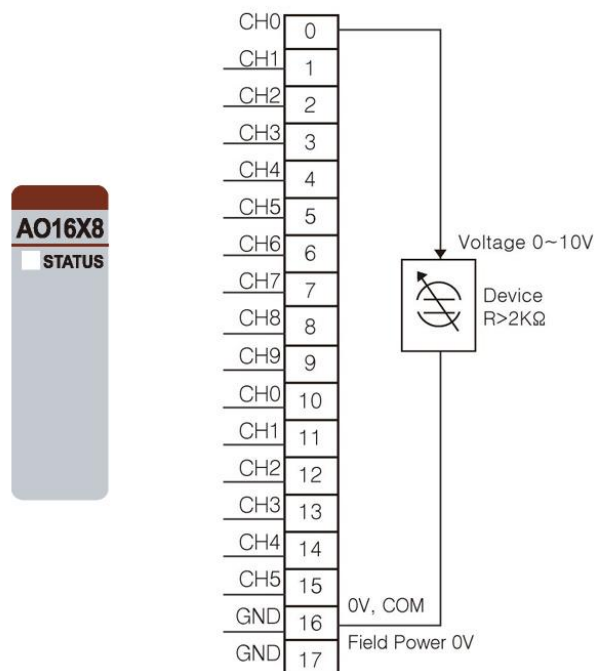 AO16X8
STATUS
CH0 0
CH1 1
CH2 2
CH3 3
CH4 4
CH5 5
CH6 6
CH7 7
CH8 8
CH9 9
CH0 10
CH1 11
CH2 12
CH3 13
CH4 14
CH5 15
GND 16
GND 17
Voltage 0~10V
Device
R>2KΩ
0V, COM
Field Power 0V